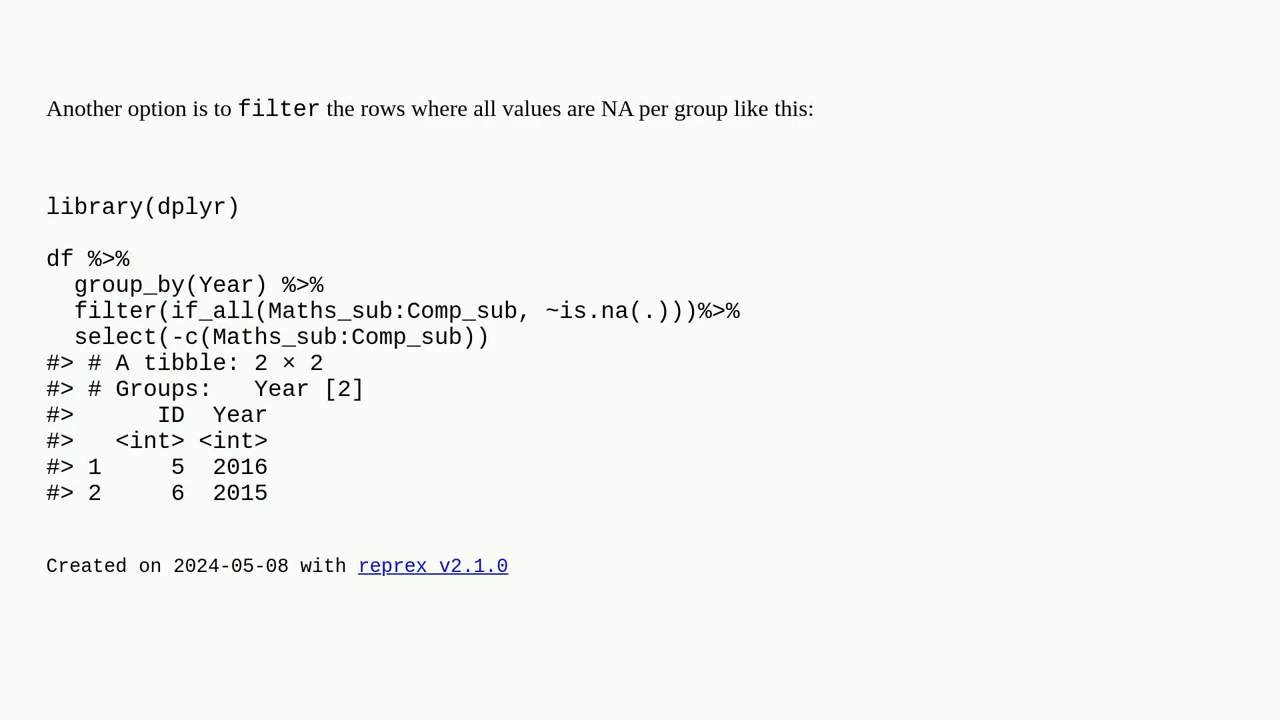 Another option is to filter the rows where all values are NA per group like this:
library(dplyr)
df %>%
  group_by(Year) %>%
  filter(if_all(Maths_sub:Comp_sub, ~is.na(.)))%>%
  select(-c(Maths_sub:Comp_sub))
#> # A tibble: 2 × 2
#> # Groups:   Year [2]
#>      ID  Year
#>   <int> <int>
#> 1     5  2016
#> 2     6  2015
Created on 2024-05-08 with reprex v2.1.0